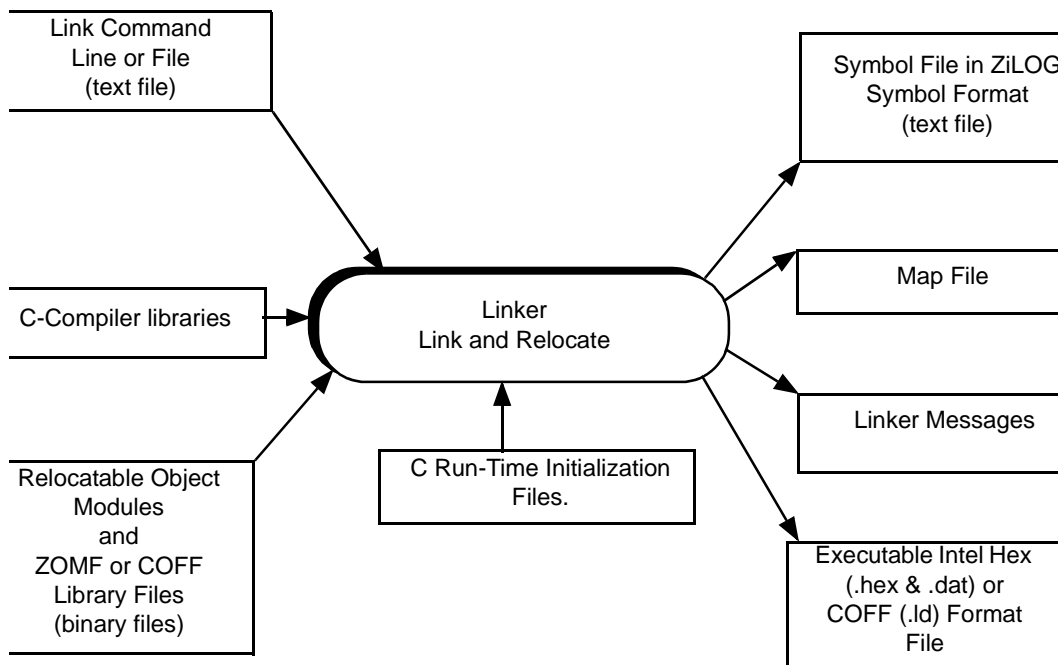 Link Command
Line or File
(text file)
C-Compiler libraries
Relocatable Object
Modules
and
ZOMF or COFF
Library Files
(binary files)
Linker
Link and Relocate
C Run-Time Initialization
Files.
Symbol File in ZiLOG
Symbol Format
(text file)
Map File
Linker Messages
Executable Intel Hex
(.hex & .dat) or
COFF (.ld) Format
File